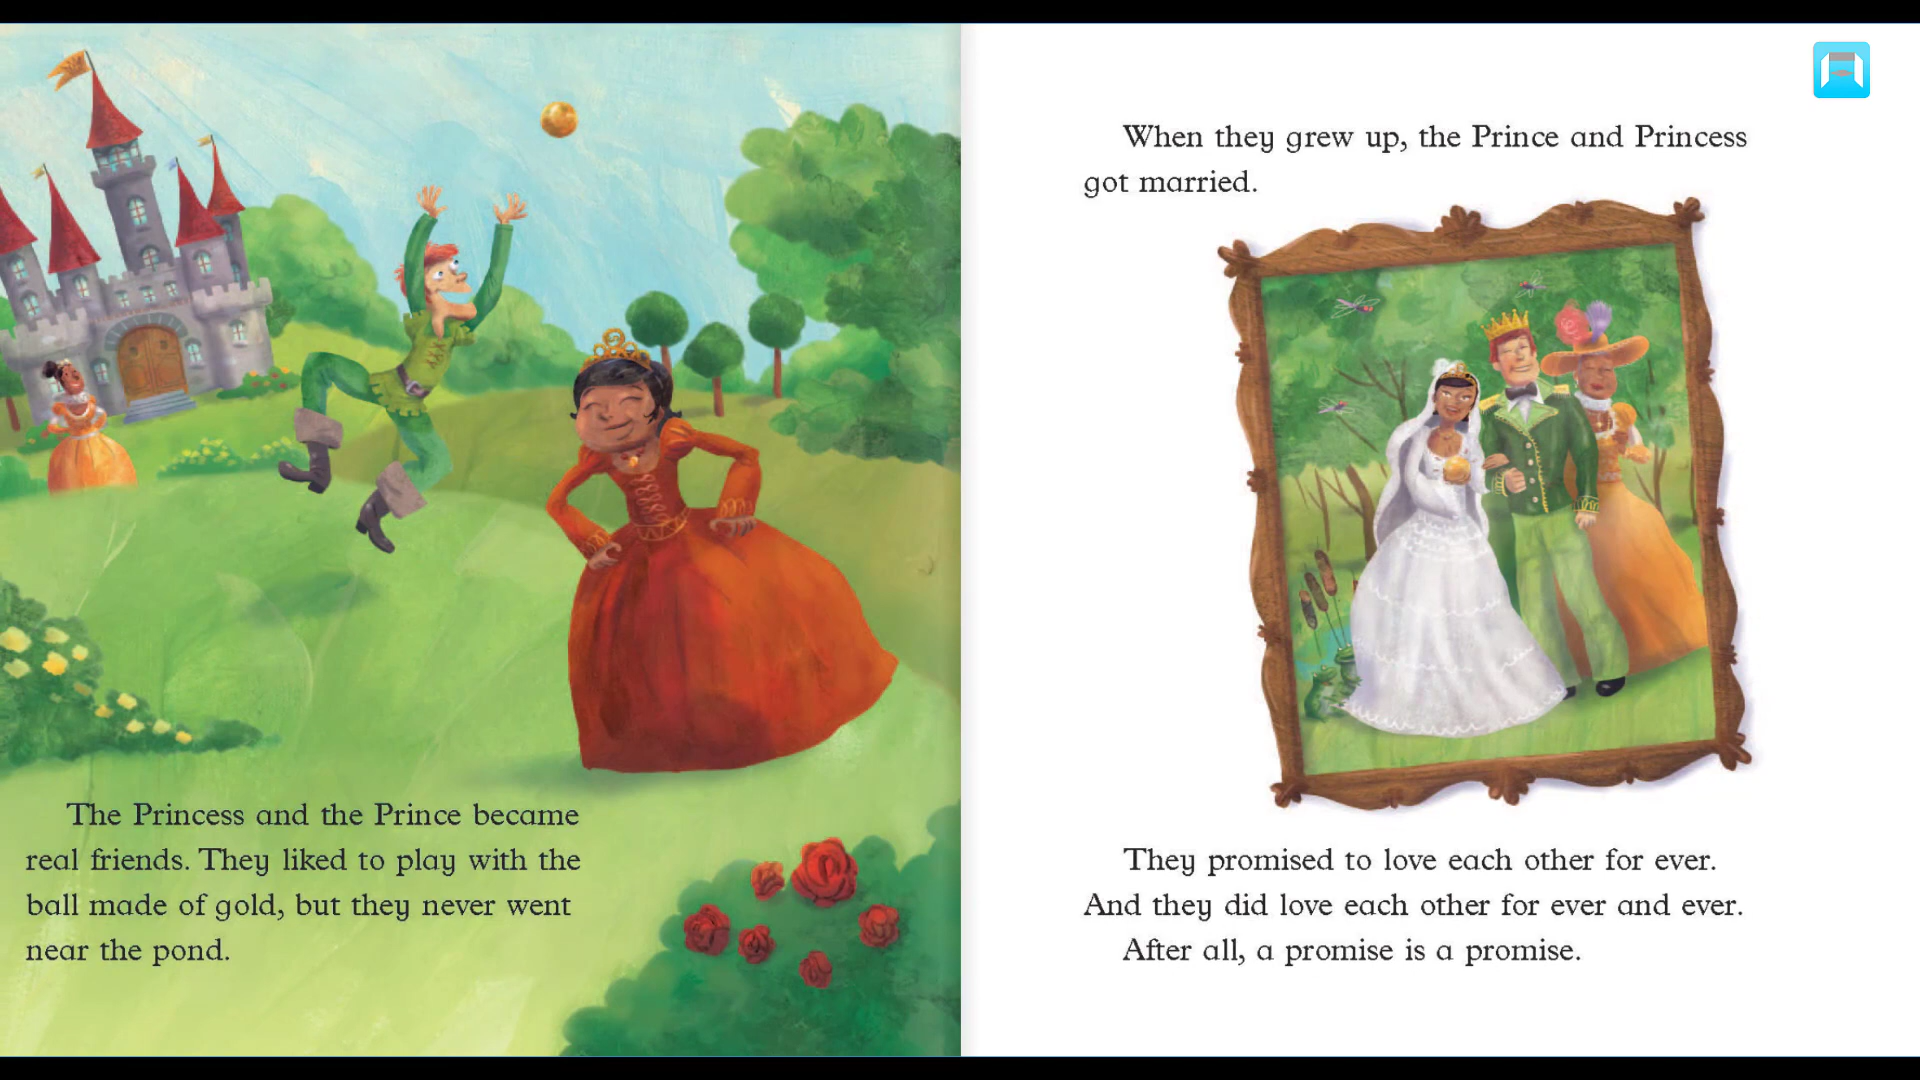 The Princess and the Prince became
real friends. They liked to play with the
ball made of gold, but they never went
near the pond.
When they grew up, the Prince and Princess
got married.
They promised to love each other for ever.
And they did love each other for ever and ever.
After all, a promise is a promise.